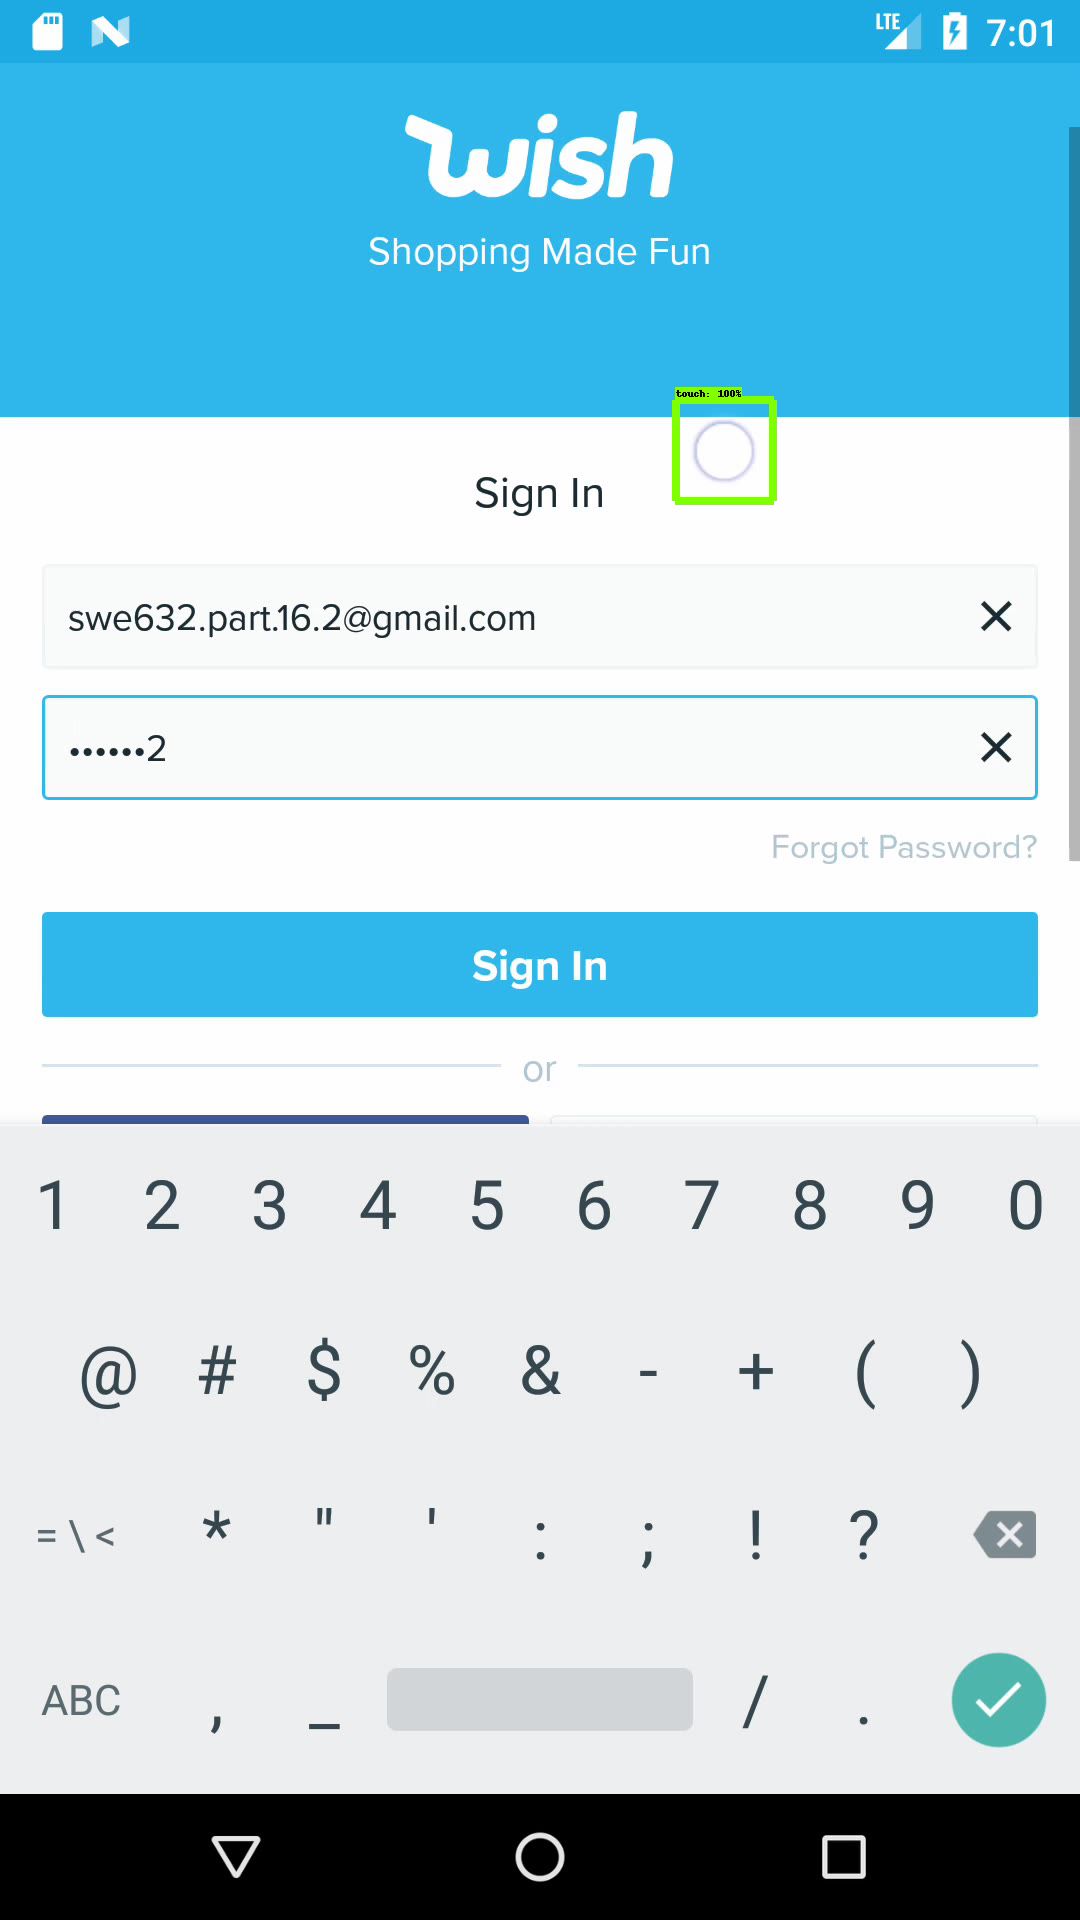 LTE 7:01
wish
Shopping Made Fun
touch: 100%
Sign In
swe632.part.16.2@gmail.com
••••••2
Forgot Password?
Sign In
or
1 2 3 4 5 6 7 8 9 0
@ # $ % & - + ( )
= \ < * " ' : ; ! ?
ABC , _ / .